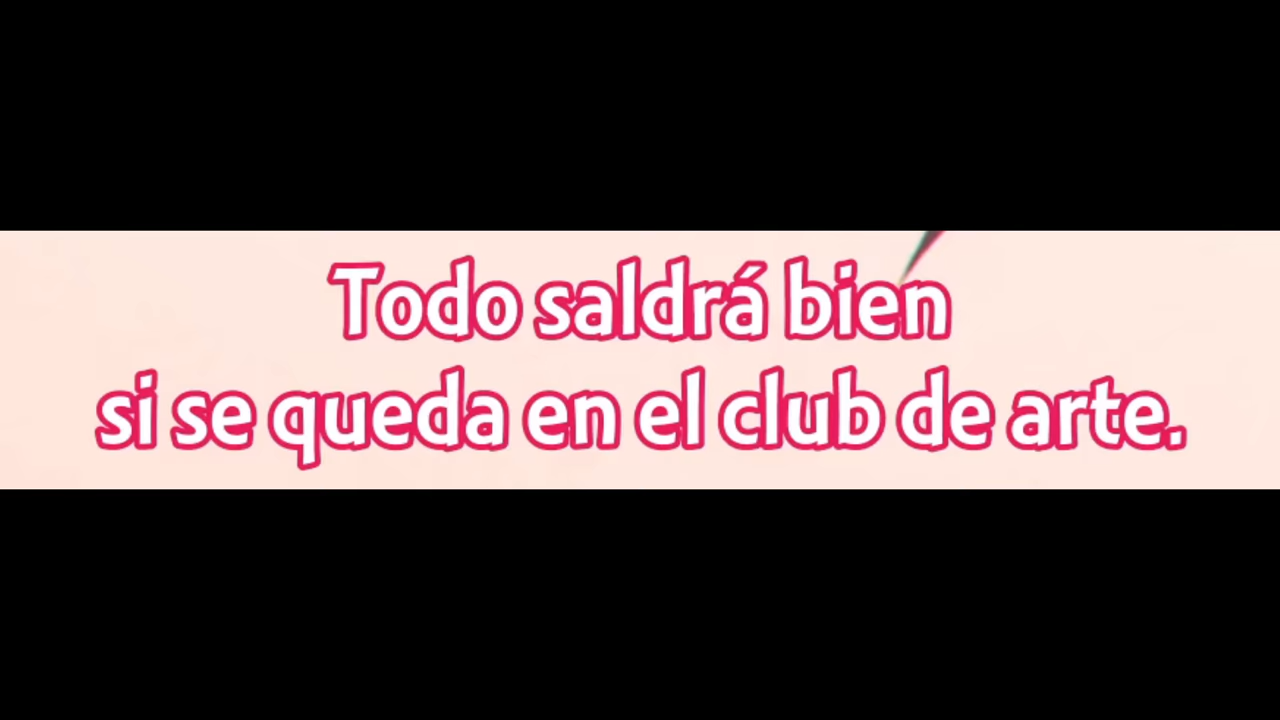 Todo saldrá bien
si se queda en el club de arte.